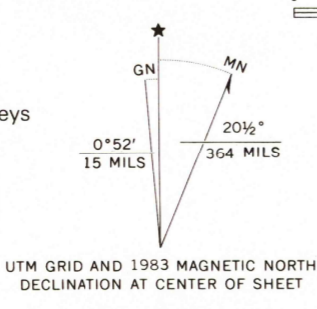 GN
MN
eys
0°52'
15 MILS
20½°
364 MILS
UTM GRID AND 1983 MAGNETIC NORTH
DECLINATION AT CENTER OF SHEET